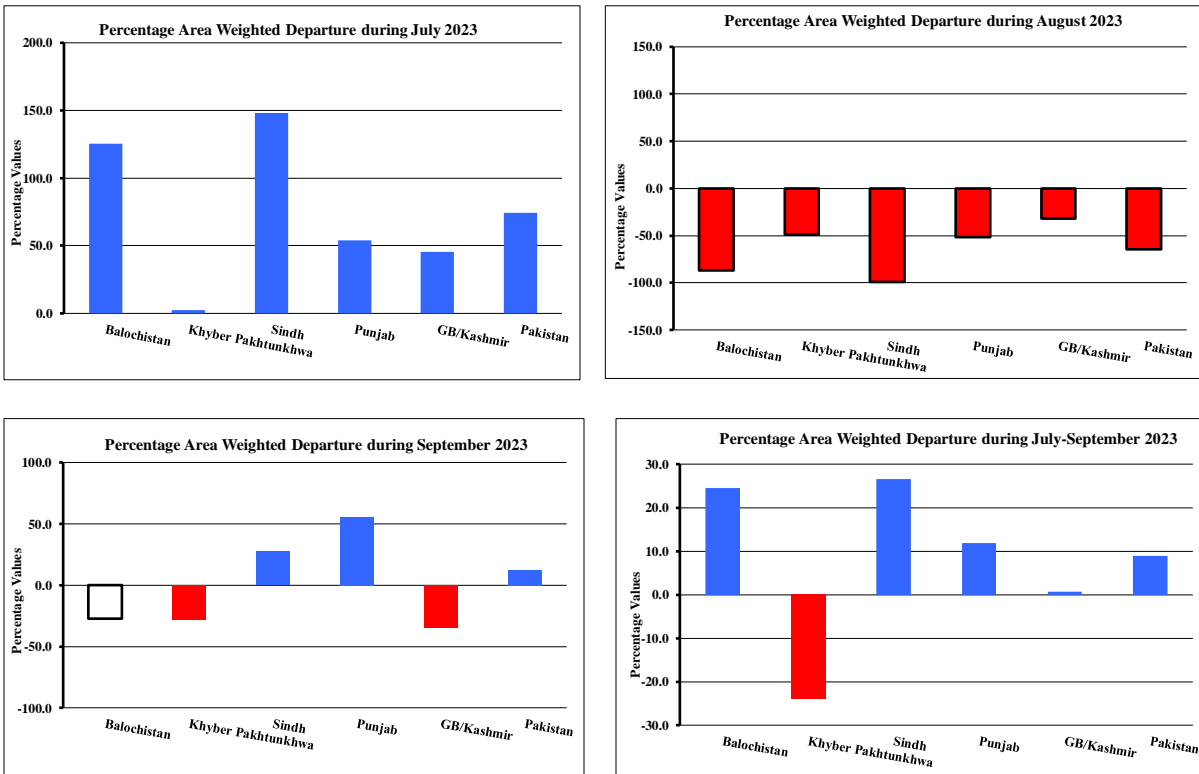 Percentage Area Weighted Departure during July 2023
Percentage Values
200.0
150.0
100.0
50.0
0.0
Balochistan
Khyber Pakhtunkhwa
Sindh
Punjab
GB/Kashmir
Pakistan
Percentage Area Weighted Departure during August 2023
Percentage Values
150.0
100.0
50.0
0.0
-50.0
-100.0
-150.0
Balochistan
Khyber Pakhtunkhwa
Sindh
Punjab
GB/Kashmir
Pakistan
Percentage Area Weighted Departure during September 2023
Percentage Values
100.0
50.0
0.0
-50.0
-100.0
Balochistan
Khyber Pakhtunkhwa
Sindh
Punjab
GB/Kashmir
Pakistan
Percentage Area Weighted Departure during July-September 2023
Percentage Values
30.0
20.0
10.0
0.0
-10.0
-20.0
-30.0
Balochistan
Khyber Pakhtunkhwa
Sindh
Punjab
GB/Kashmir
Pakistan